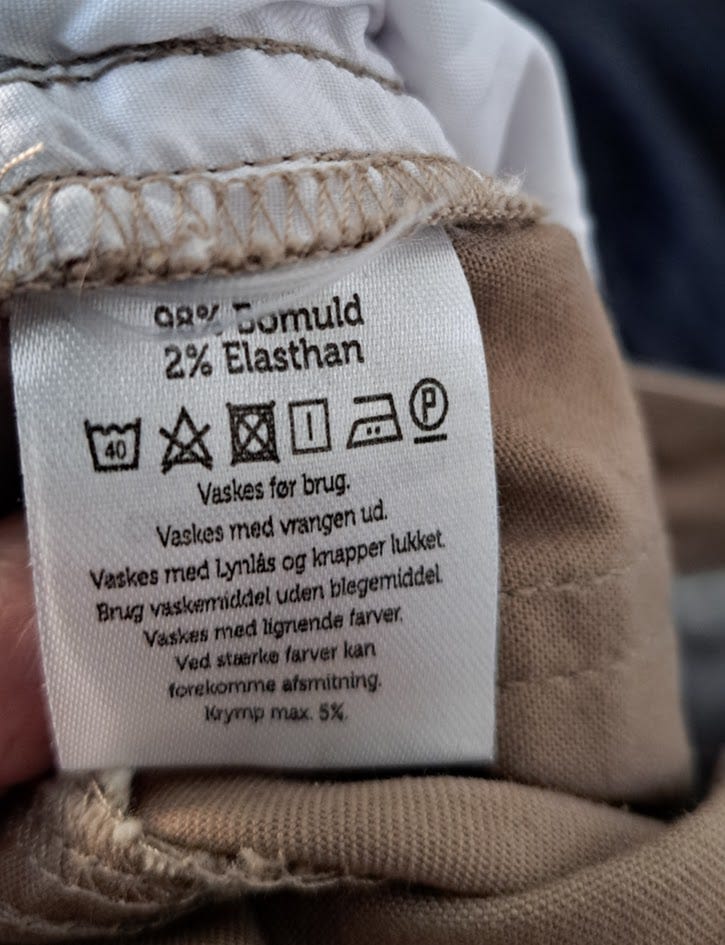 98% Bomuld
2% Elasthan
40 P
Vaskes før brug.
Vaskes med vrangen ud.
Vaskes med Lynlås og knapper lukket.
Brug vaskemiddel uden blegemiddel.
Vaskes med lignende farver.
Ved stærke farver kan
forekomme afsmitning.
Krymp max. 5%.